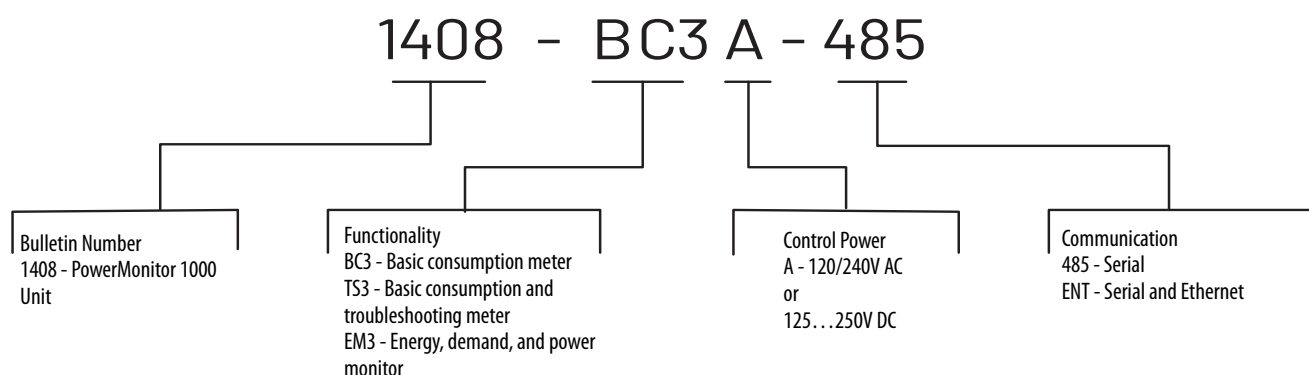 1408 - BC3 A - 485
Bulletin Number
1408 - PowerMonitor 1000
Unit
Functionality
BC3 - Basic consumption meter
TS3 - Basic consumption and
troubleshooting meter
EM3 - Energy, demand, and power
monitor
Control Power
A - 120/240V AC
or
125…250V DC
Communication
485 - Serial
ENT - Serial and Ethernet